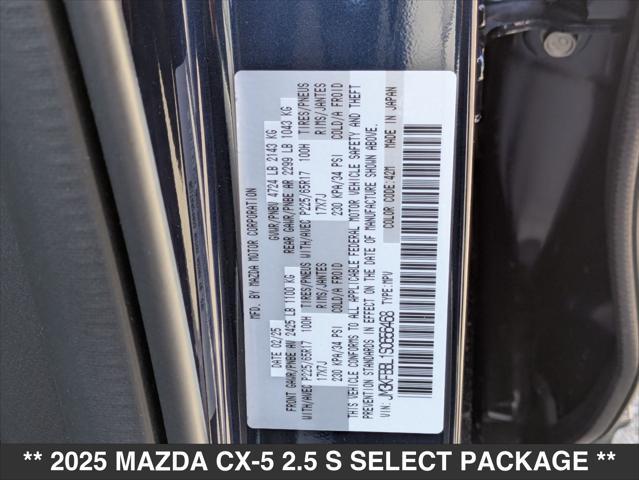 MFD. BY MAZDA MOTOR CORPORATION
DATE 02/25 GVWR/PNBV 4724 LB 2143 KG
FRONT GAWR/PNBE AV 2425 LB 1100 KG REAR GAWR/PNBE AR 2299 LB 1043 KG
WITH/AVEC P225/65R17 100H TIRES/PNEUS WITH/AVEC P225/65R17 100H TIRES/PNEUS
17X7J RIMS/JANTES 17X7J RIMS/JANTES
230 KPA/34 PSI COLD/A FROID 230 KPA/34 PSI COLD/A FROID
THIS VEHICLE CONFORMS TO ALL APPLICABLE FEDERAL MOTOR VEHICLE SAFETY AND THEFT
PREVENTION STANDARDS IN EFFECT ON THE DATE OF MANUFACTURE SHOWN ABOVE.
COLOR CODE:42M MADE IN JAPAN
VIN: TYPE:MPV
** 2025 MAZDA CX-5 2.5 S SELECT PACKAGE **